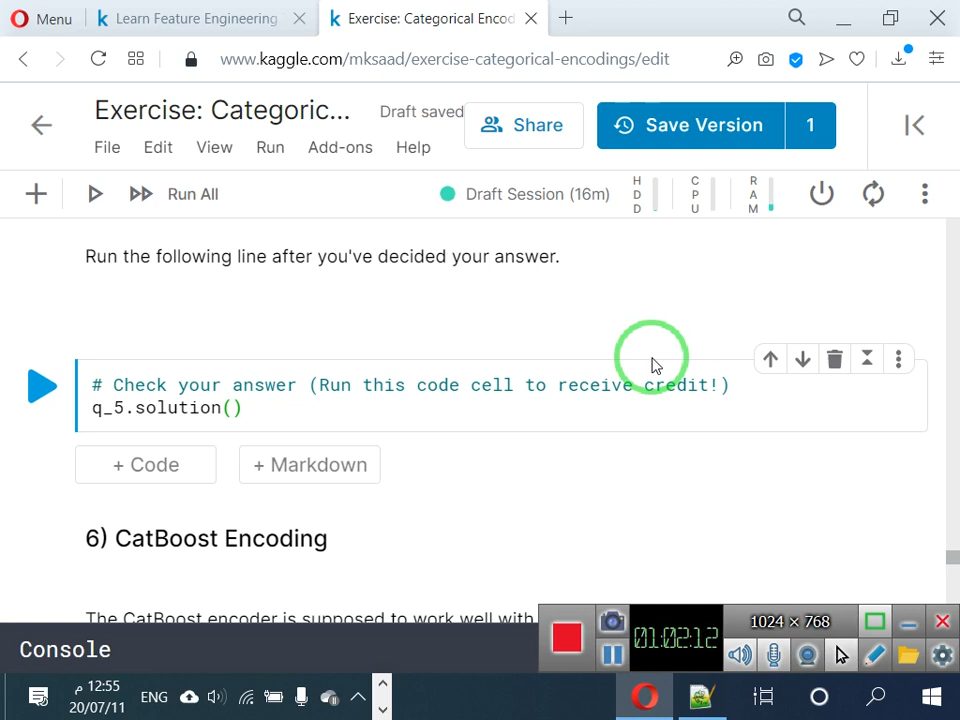 Menu
Learn Feature Engineering
Exercise: Categorical Encod
www.kaggle.com/mksaad/exercise-categorical-encodings/edit
Exercise: Categoric...
Draft saved
Share
Save Version
1
File Edit View Run Add-ons Help
Run All
Draft Session (16m)
HDD
CPU
RAM
Run the following line after you've decided your answer.
# Check your answer (Run this code cell to receive credit!)
q_5.solution()
+ Code
+ Markdown
6) CatBoost Encoding
The CatBoost encoder is supposed to work well with
Console
01:02:12
1024 × 768
12:55 م
20/07/11
ENG